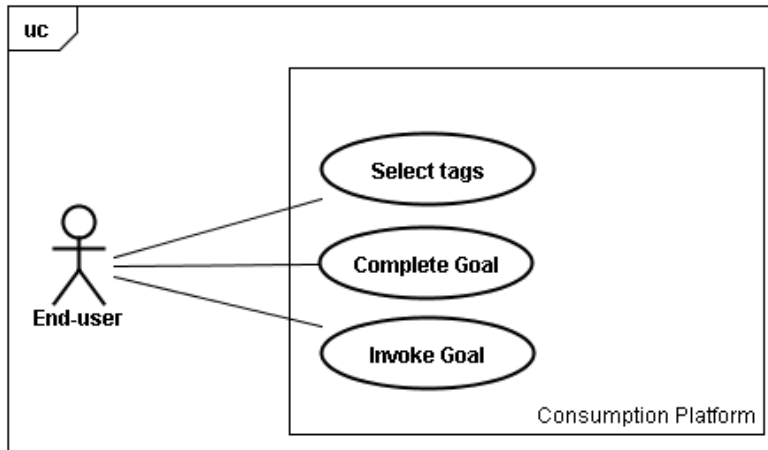 uc
Select tags
Complete Goal
End-user
Invoke Goal
Consumption Platform